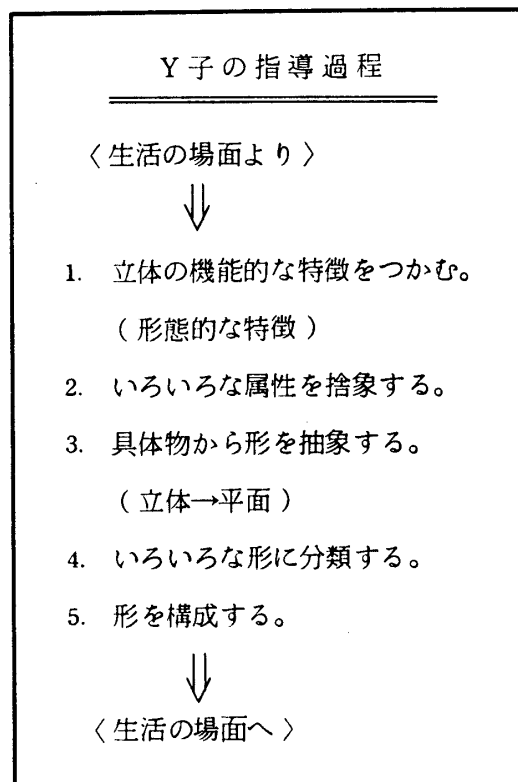 Y子の指導過程
〈生活の場面より〉
⇓
1. 立体の機能的な特徴をつかむ。
(形態的な特徴)
2. いろいろな属性を捨象する。
3. 具体物から形を抽象する。
(立体→平面)
4. いろいろな形に分類する。
5. 形を構成する。
⇓
〈生活の場面へ〉